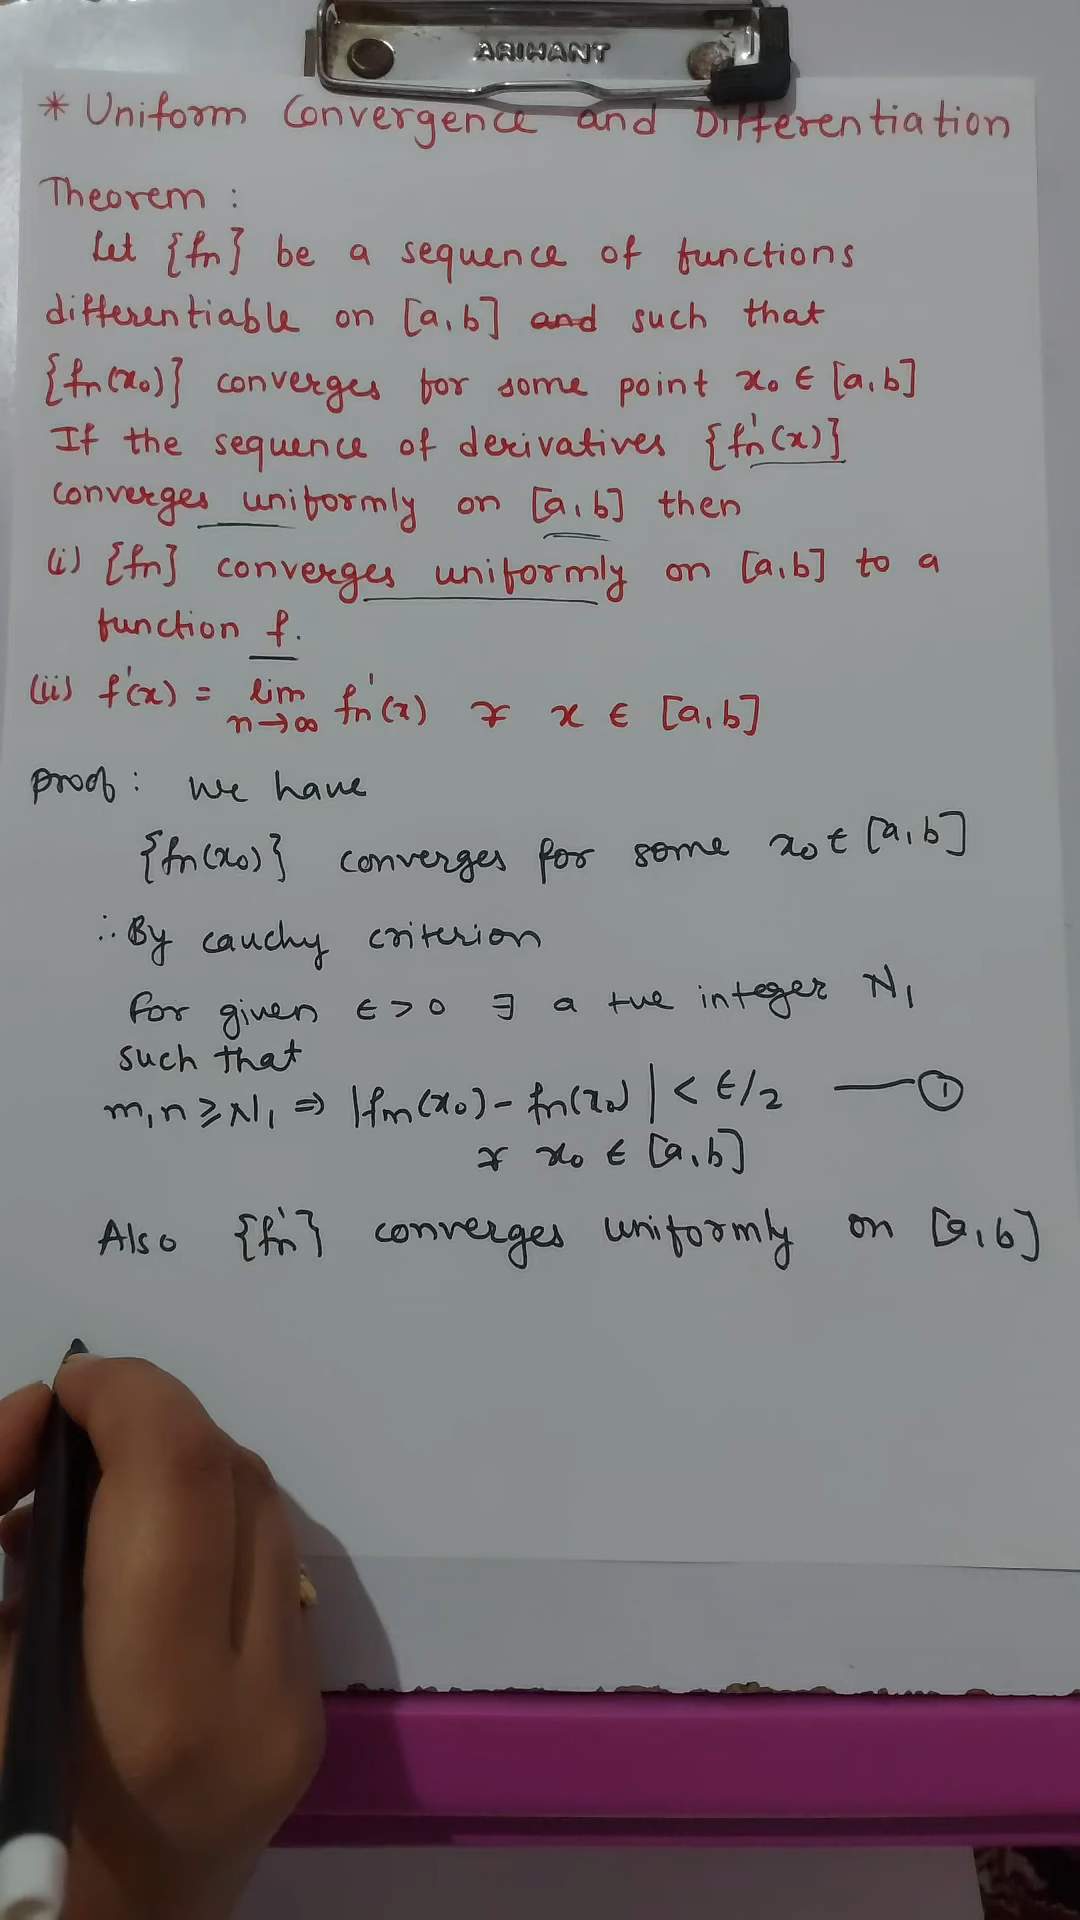 ARIHANT
* Uniform Convergence and Differentiation
Theorem :
Let {fn} be a sequence of functions
differentiable on [a,b] and such that
{fn(x₀)} converges for some point x₀ ∈ [a,b]
If the sequence of derivatives {fn'(x)}
converges uniformly on [a,b] then
(i) {fn} converges uniformly on [a,b] to a
function f.
(ii) f'(x) = lim n→∞ fn'(x) ∀ x ∈ [a,b]
Proof : We have
{fn(x₀)} converges for some x₀ ∈ [a,b]
∴ By cauchy criterion
For given ∈ > 0 ∃ a +ve integer N₁
such that
m,n ≥ N₁ ⇒ |fm(x₀) - fn(x₀)| < ∈/2 —— ①
∀ x₀ ∈ [a,b]
Also {fn'} converges uniformly on [a,b]